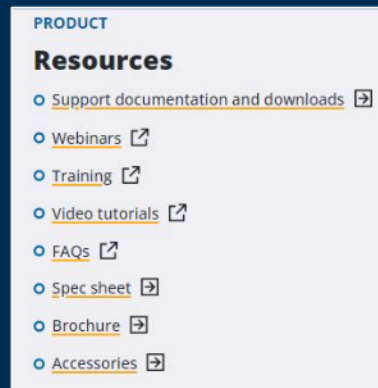 PRODUCT
Resources
Support documentation and downloads
Webinars
Training
Video tutorials
FAQs
Spec sheet
Brochure
Accessories